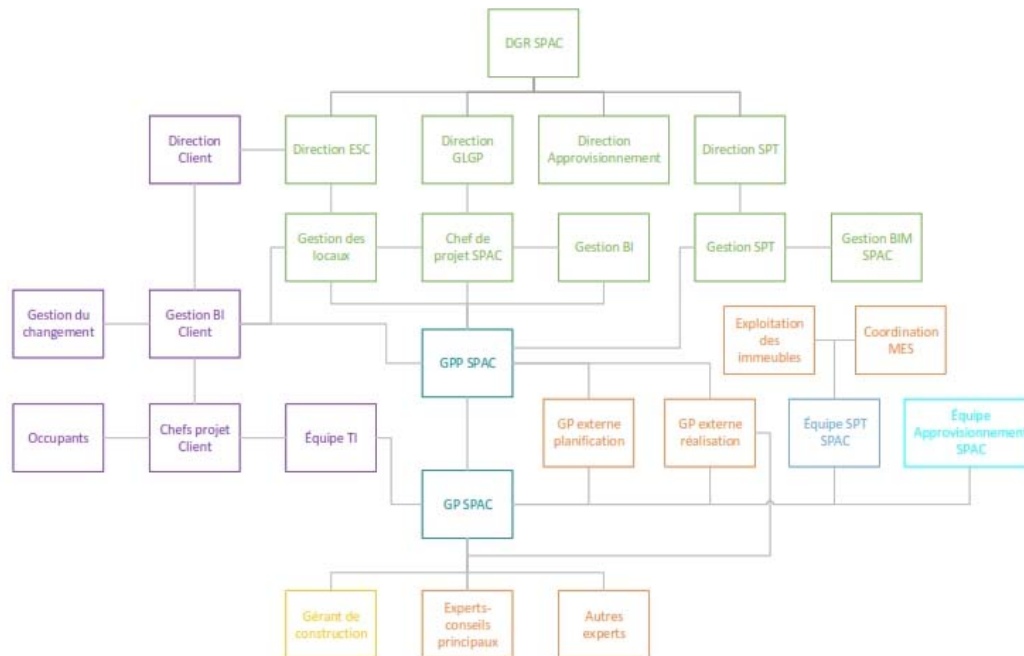 DGR SPAC
Direction
Client
Direction ESC
Direction
GLGP
Direction
Approvisionnement
Direction SPT
Gestion des
locaux
Chef de
projet SPAC
Gestion BI
Gestion SPT
Gestion BIM
SPAC
Gestion du
changement
Gestion BI
Client
GPP SPAC
Exploitation
des
immeubles
Coordination
MES
Occupants
Chefs projet
Client
Équipe TI
GP externe
planification
GP externe
réalisation
Équipe SPT
SPAC
Équipe
Approvisionnement
SPAC
GP SPAC
Gérant de
construction
Experts-
conseils
principaux
Autres
experts